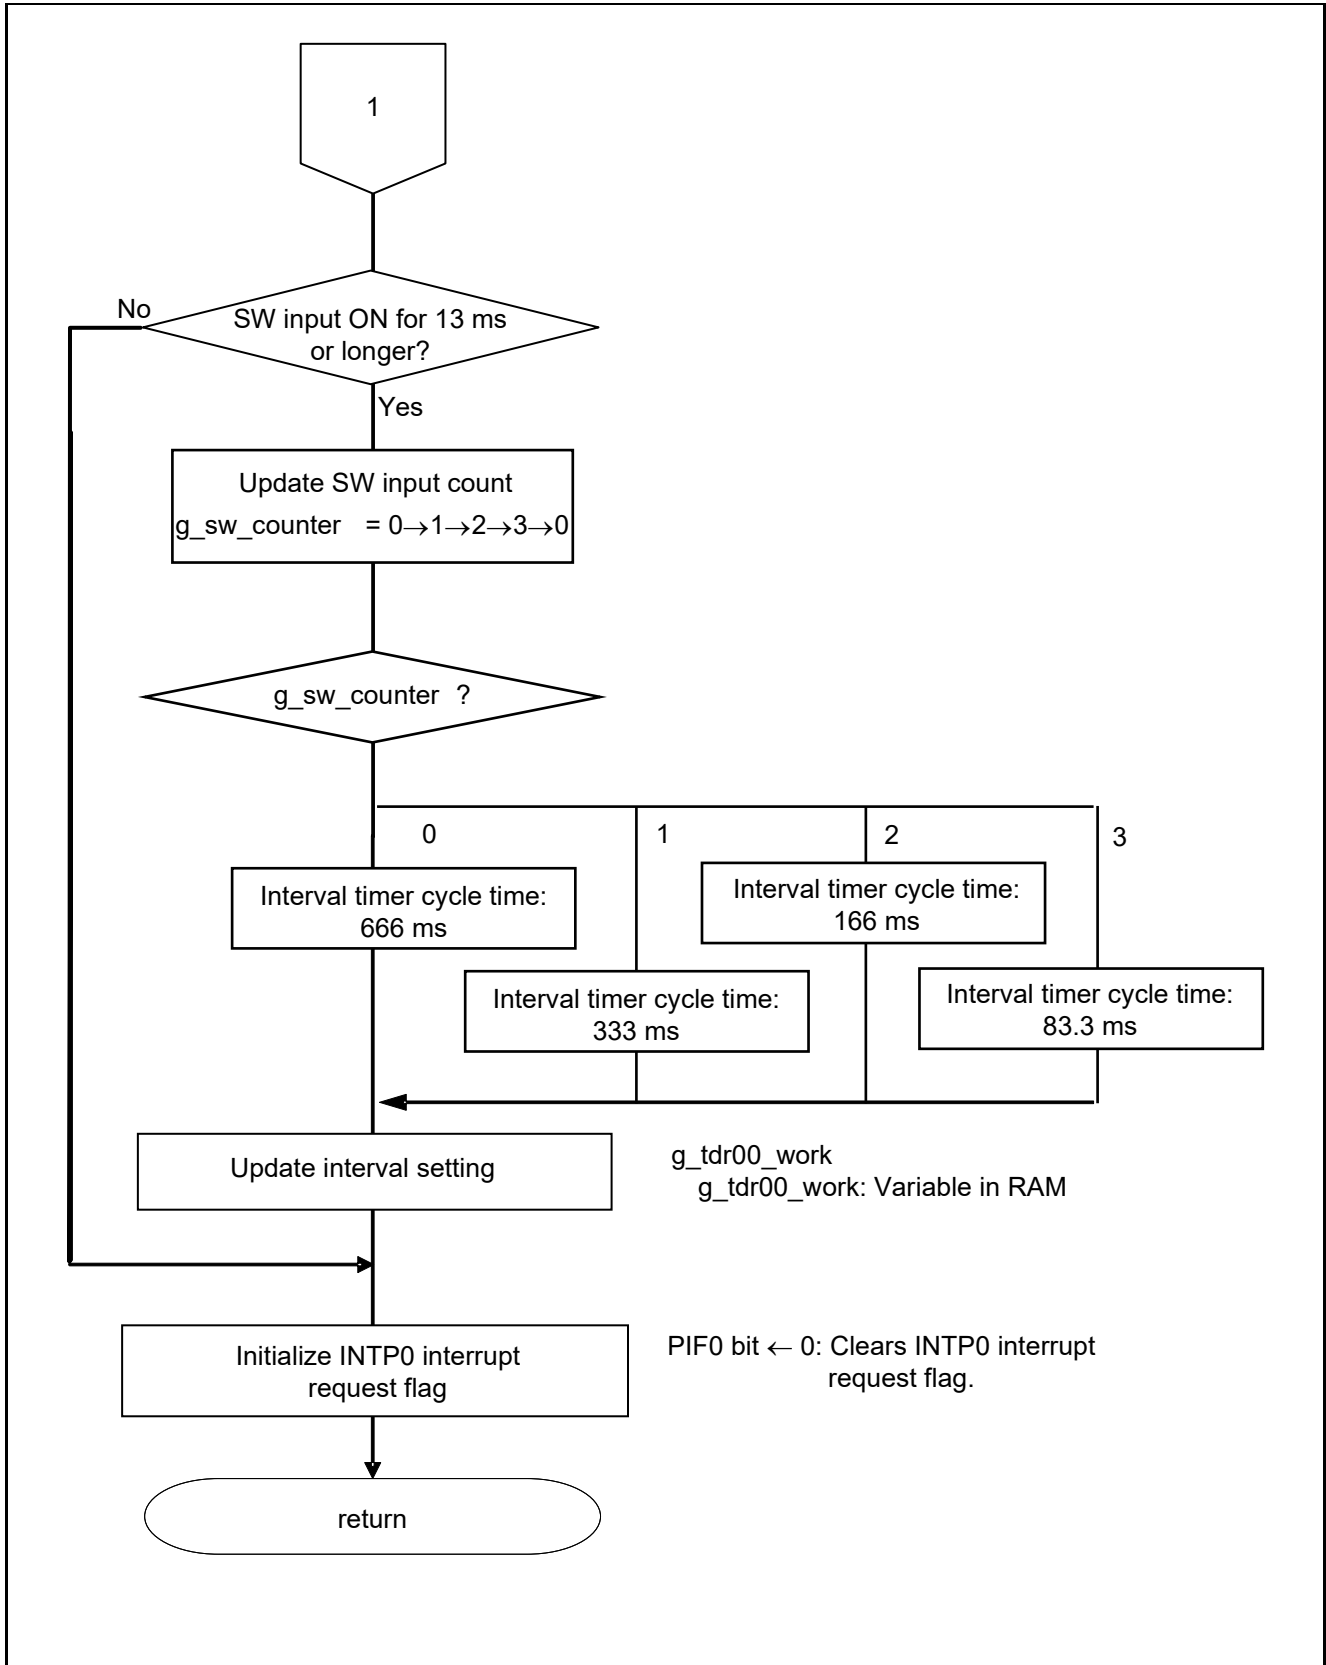 1
No
SW input ON for 13 ms
or longer?
Yes
Update SW input count
g_sw_counter = 0→1→2→3→0
g_sw_counter ?
0
1
2
3
Interval timer cycle time:
666 ms
Interval timer cycle time:
333 ms
Interval timer cycle time:
166 ms
Interval timer cycle time:
83.3 ms
Update interval setting
g_tdr00_work
g_tdr00_work: Variable in RAM
Initialize INTP0 interrupt
request flag
PIF0 bit ← 0: Clears INTP0 interrupt
request flag.
return